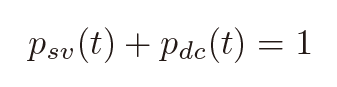 $p_{sv}(t) + p_{dc}(t) = 1$